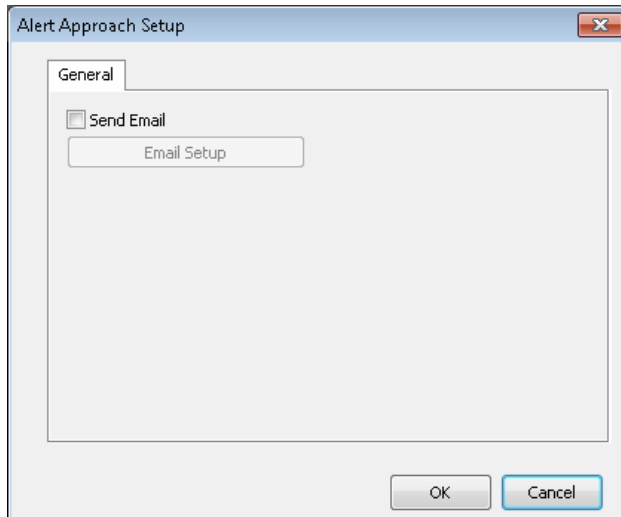 Alert Approach Setup
General
Send Email
Email Setup
OK
Cancel